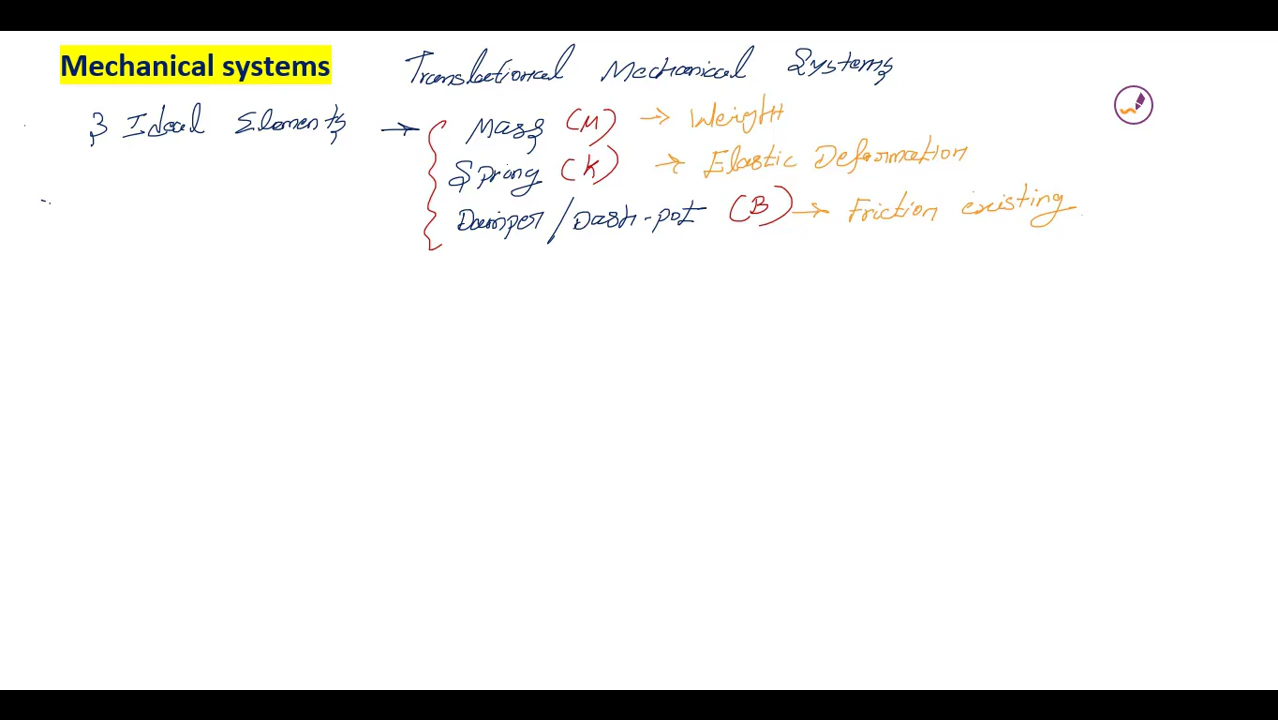 Mechanical systems Translational Mechanical Systems
3 Ideal Elements → Mass (M) → Weight
Spring (K) → Elastic Deformation
Damper / Dash-pot (B) → Friction existing